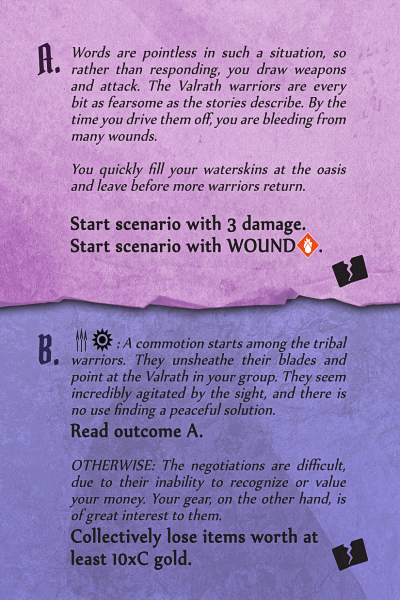 A.
Words are pointless in such a situation, so
rather than responding, you draw weapons
and attack. The Valrath warriors are every
bit as fearsome as the stories describe. By the
time you drive them off, you are bleeding from
many wounds.
You quickly fill your waterskins at the oasis
and leave before more warriors return.
Start scenario with 3 damage.
Start scenario with WOUND.
B.
: A commotion starts among the tribal
warriors. They unsheathe their blades and
point at the Valrath in your group. They seem
incredibly agitated by the sight, and there is
no use finding a peaceful solution.
Read outcome A.
OTHERWISE: The negotiations are difficult,
due to their inability to recognize or value
your money. Your gear, on the other hand, is
of great interest to them.
Collectively lose items worth at
least 10xC gold.